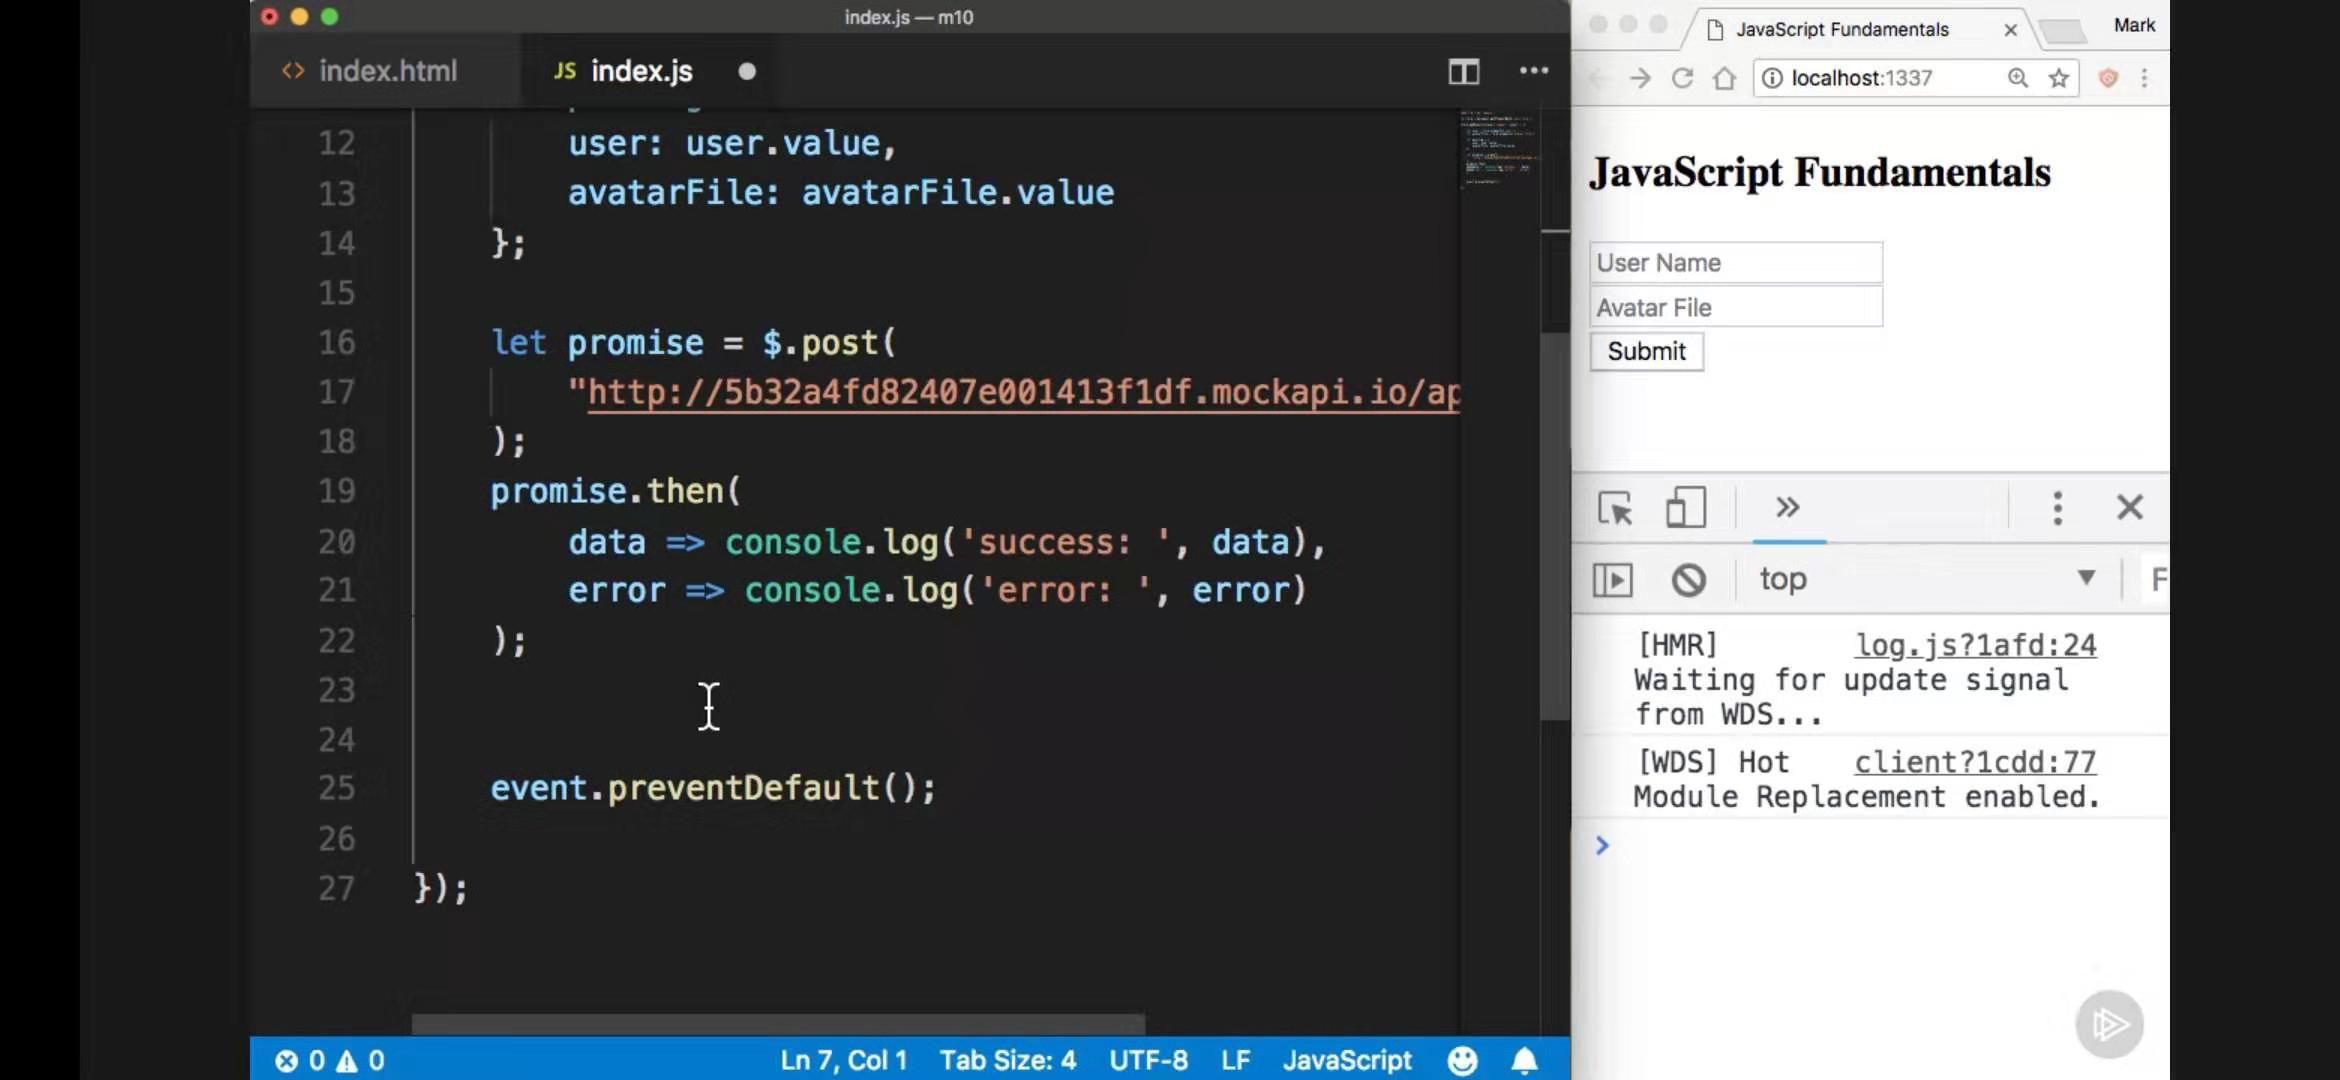 index.js — m10
index.html
JS index.js
12 user: user.value,
13 avatarFile: avatarFile.value
14 };
15
16 let promise = $.post(
17 "http://5b32a4fd82407e001413f1df.mockapi.io/ap
18 );
19 promise.then(
20 data => console.log('success: ', data),
21 error => console.log('error: ', error)
22 );
23
24
25 event.preventDefault();
26
27 });
0 0 Ln 7, Col 1 Tab Size: 4 UTF-8 LF JavaScript
JavaScript Fundamentals
Mark
localhost:1337
JavaScript Fundamentals
User Name
Avatar File
Submit
top F
[HMR] log.js?1afd:24
Waiting for update signal
from WDS...
[WDS] Hot client?1cdd:77
Module Replacement enabled.